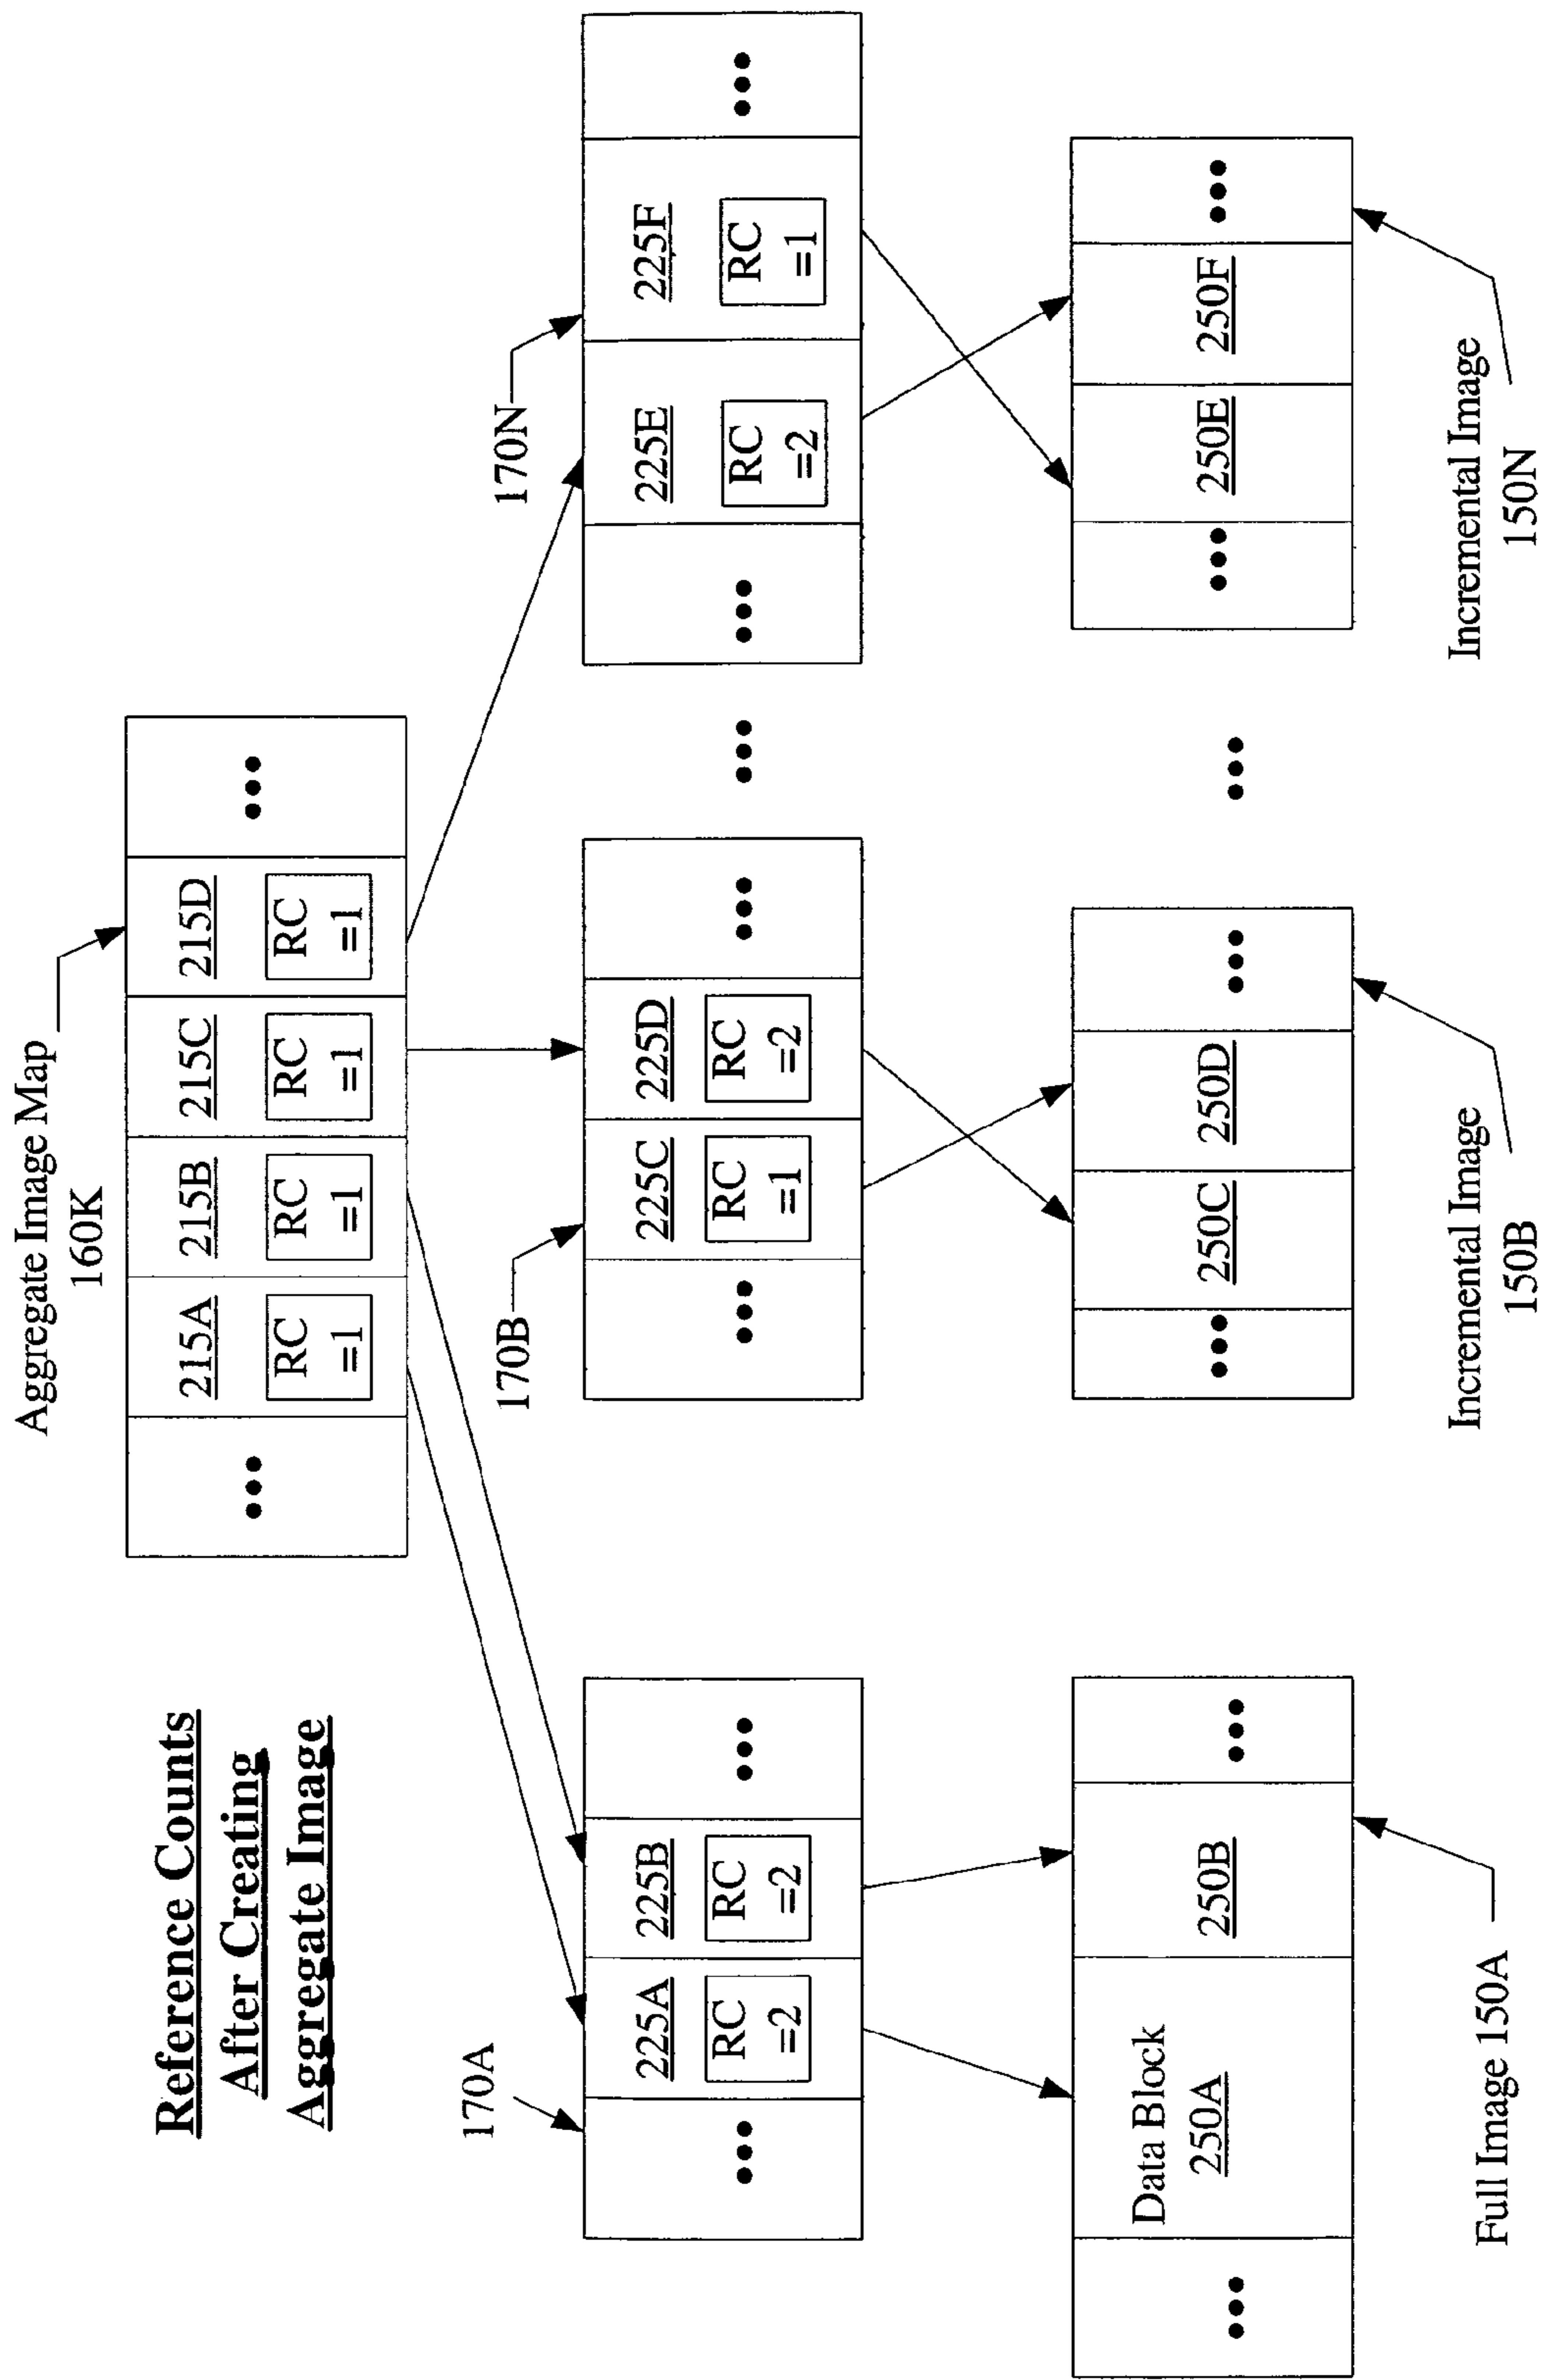 Reference Counts
After Creating
Aggregate Image
Aggregate Image Map
160K
215A
215B
215C
215D
RC
=1
RC
=1
RC
=1
RC
=1
170A
170B
170N
225A
225B
RC
=2
RC
=2
225C
225D
RC
=1
RC
=2
225E
225F
RC
=2
RC
=1
Data Block
250A
250B
250C
250D
250E
250F
Full Image 150A
Incremental Image
150B
Incremental Image
150N